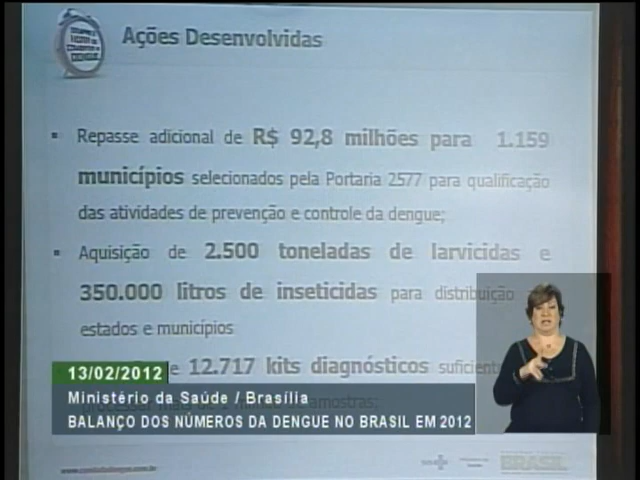 Ações Desenvolvidas
▪ Repasse adicional de R$ 92,8 milhões para 1.159
municípios selecionados pela Portaria 2577 para qualificação
das atividades de prevenção e controle da dengue;
▪ Aquisição de 2.500 toneladas de larvicidas e
350.000 litros de inseticidas para distribuição
estados e municípios
e 12.717 kits diagnósticos
13/02/2012
Ministério da Saúde / Brasília
amostras;
BALANÇO DOS NÚMEROS DA DENGUE NO BRASIL EM 2012
BRASIL